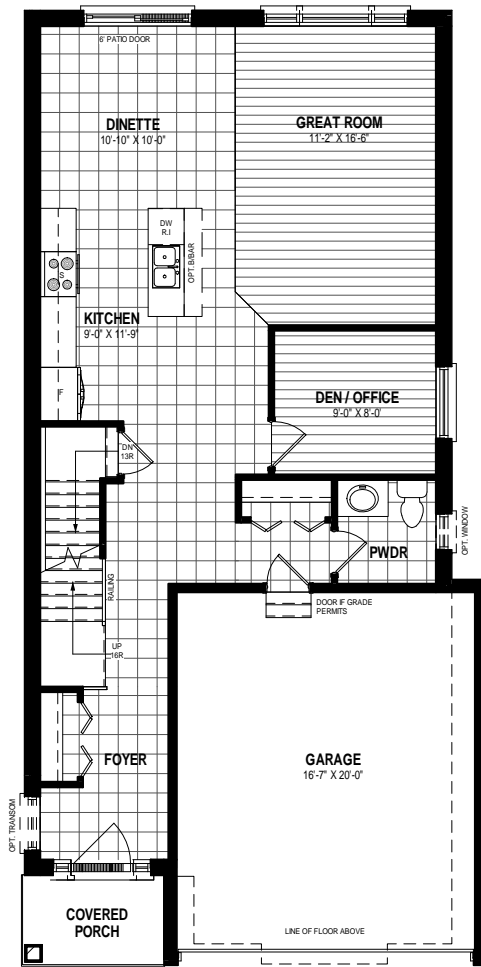 6' PATIO DOOR
DINETTE
10'-10" X 10'-0"
GREAT ROOM
11'-2" X 16'-6"
DW
R.I
OPT. B/BAR
S
KITCHEN
9'-0" X 11'-9"
F
DEN / OFFICE
9'-0" X 8'-0'
DN
13R
PWDR
OPT. WINDOW
RAILING
DOOR IF GRADE
PERMITS
UP
16R
FOYER
GARAGE
16'-7" X 20'-0"
OPT. TRANSOM
COVERED
PORCH
LINE OF FLOOR ABOVE